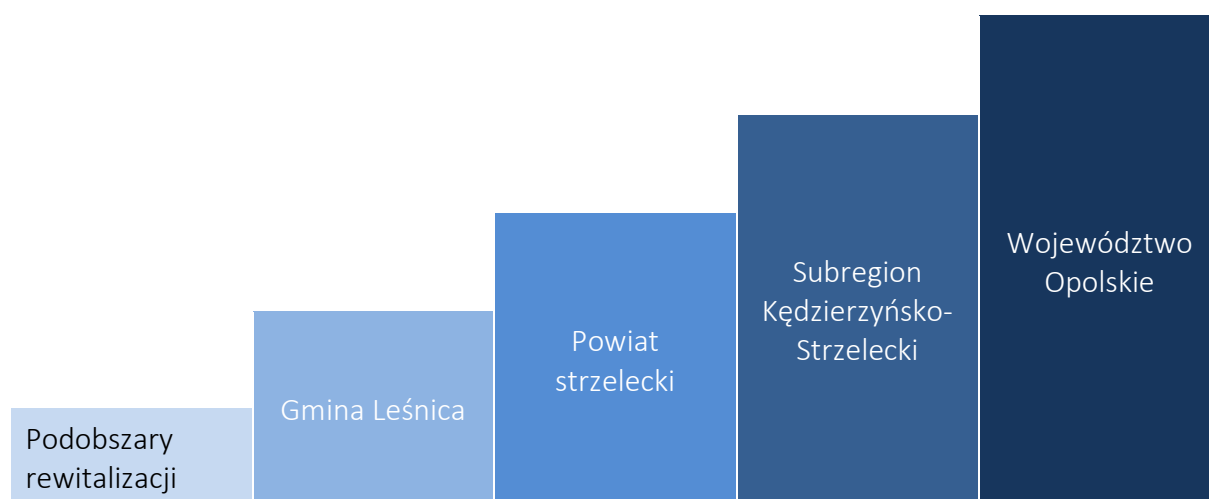 Podobszary
rewitalizacji
Gmina Leśnica
Powiat
strzelecki
Subregion
Kędzierzyńsko-
Strzelecki
Województwo
Opolskie